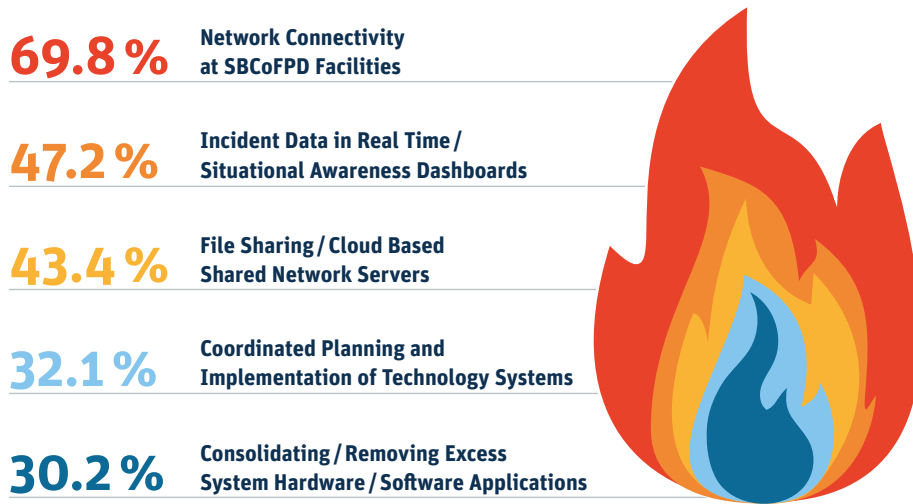 69.8 %
Network Connectivity
at SBCoFPD Facilities
47.2 %
Incident Data in Real Time /
Situational Awareness Dashboards
43.4 %
File Sharing / Cloud Based
Shared Network Servers
32.1 %
Coordinated Planning and
Implementation of Technology Systems
30.2 %
Consolidating / Removing Excess
System Hardware / Software Applications